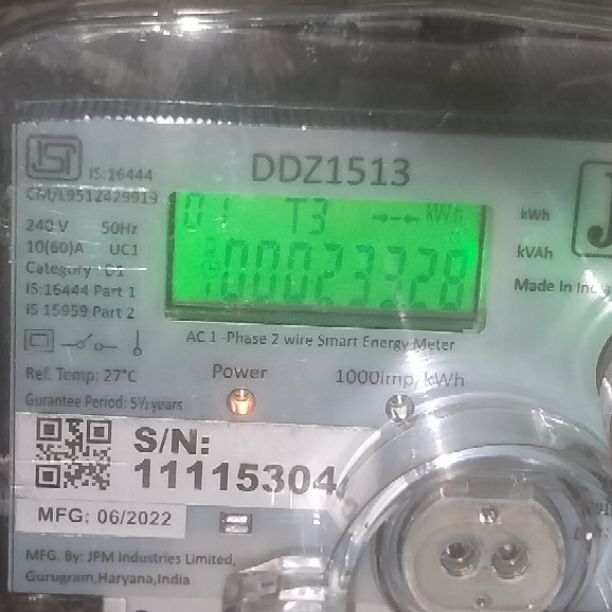 IS:16444
CM/L9512429919
DDZ1513
240 V 50Hz
10(60)A UC1
Category : D1
IS:16444 Part 1
IS 15959 Part 2
01 T3 kWh
kWh
kVAh
Made In India
AC 1 -Phase 2 wire Smart Energy Meter
Ref. Temp: 27°C
Power
1000imp/kWh
Gurantee Period: 5½ years
S/N:
11115304
MFG: 06/2022
MFG. By: JPM Industries Limited,
Gurugram,Haryana,India